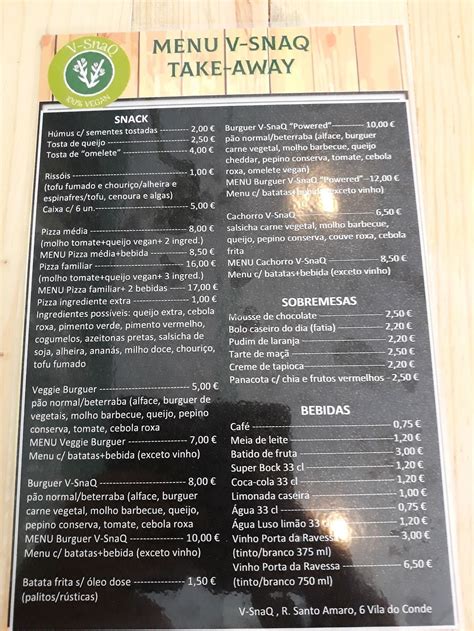 V-SnaQ
100% VEGAN
MENU V-SNAQ
TAKE-AWAY
SNACK
Húmus c/ sementes tostadas 2,00 €
Tosta de queijo 2,50 €
Tosta de "omelete" 4,00 €
Rissóis 1,00 €
(tofu fumado e chouriço/alheira e
espinafres/tofu, cenoura e algas)
Caixa c/ 6 un. 5,00 €
Pizza média 8,00 €
(molho tomate+queijo vegan+ 2 ingred.)
MENU Pizza média+bebida 8,50 €
Pizza familiar 16,00 €
(molho tomate+queijo vegan+ 3 ingred.)
MENU Pizza familiar+ 2 bebidas 17,00 €
Pizza ingrediente extra 1,00 €
Ingredientes possíveis: queijo extra, cebola
roxa, pimento verde, pimento vermelho,
cogumelos, azeitonas pretas, salsicha de
soja, alheira, ananás, milho doce, chouriço,
tofu fumado
Veggie Burguer 5,00 €
pão normal/beterraba (alface, burguer de
vegetais, molho barbecue, queijo, pepino
conserva, tomate, cebola roxa
MENU Veggie Burguer 7,00 €
Menu c/ batatas+bebida (exceto vinho)
Burguer V-SnaQ 8,00 €
pão normal/beterraba (alface, burguer
carne vegetal, molho barbecue, queijo,
pepino conserva, tomate, cebola roxa
MENU Burguer V-SnaQ 10,00 €
Menu c/ batatas+bebida (exceto vinho)
Batata frita s/ óleo dose 1,50 €
(palitos/rústicas)
Burguer V-SnaQ "Powered" 10,00 €
pão normal/beterraba (alface, burguer
carne vegetal, molho barbecue, queijo
cheddar, pepino conserva, tomate, cebola
roxa, omelete vegan)
MENU Burguer V-SnaQ "Powered" 12,00 €
Menu c/ batatas+bebida (exceto vinho)
Cachorro V-SnaQ 6,50 €
salsicha carne vegetal, molho barbecue,
queijo, pepino conserva, couve roxa, cebola
frita
MENU Cachorro V-SnaQ 8,50 €
Menu c/ batatas+bebida (exceto vinho)
SOBREMESAS
Mousse de chocolate 2,50 €
Bolo caseiro do dia (fatia) 2,20 €
Pudim de laranja 2,20 €
Tarte de maçã 2,50 €
Creme de tapioca 2,20 €
Panacota c/ chia e frutos vermelhos 2,50 €
BEBIDAS
Café 0,75 €
Meia de leite 1,20 €
Batido de fruta 3,00 €
Super Bock 33 cl 1,20 €
Coca-cola 33 cl 1,20 €
Limonada caseira 1,00 €
Água 33 cl 0,75 €
Água Luso limão 33 cl 1,20 €
Vinho Porta da Ravessa 3,00 €
(tinto/branco 375 ml)
Vinho Porta da Ravessa 6,50 €
(tinto/branco 750 ml)
V-SnaQ , R. Santo Amaro, 6 Vila do Conde